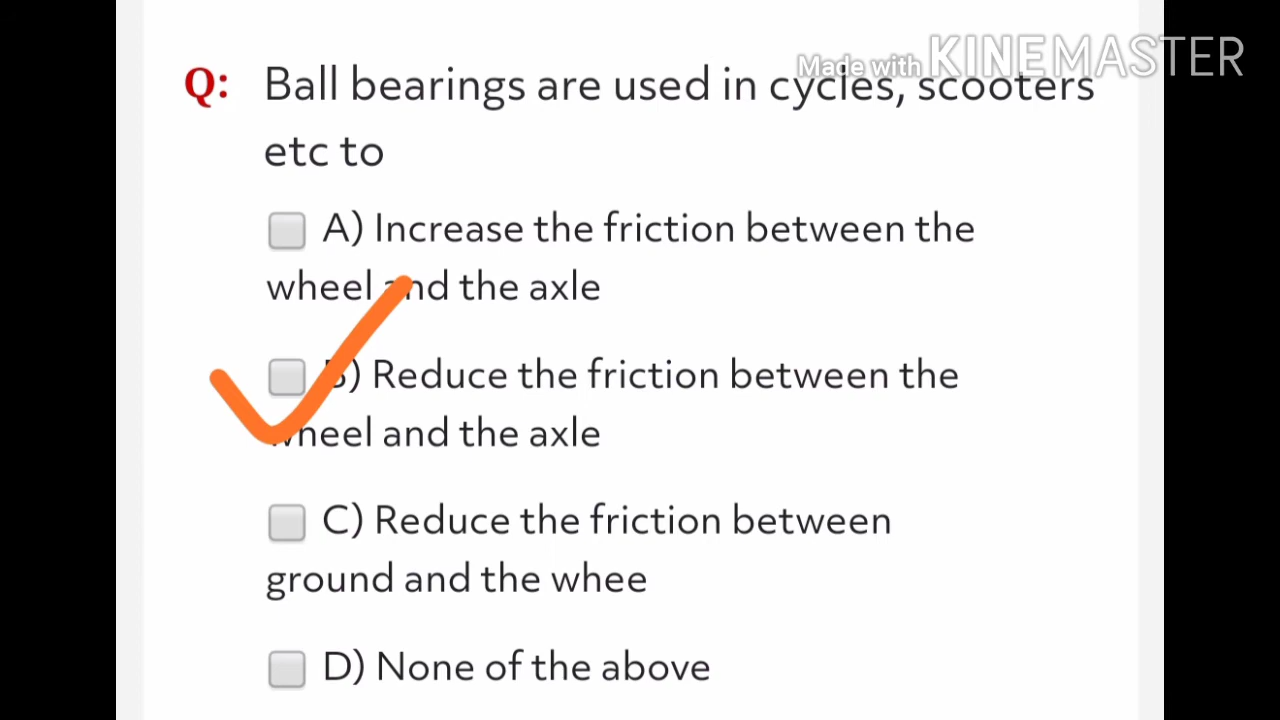 Made with KINEMASTER
Q: Ball bearings are used in cycles, scooters
etc to
A) Increase the friction between the
wheel and the axle
B) Reduce the friction between the
wheel and the axle
C) Reduce the friction between
ground and the whee
D) None of the above